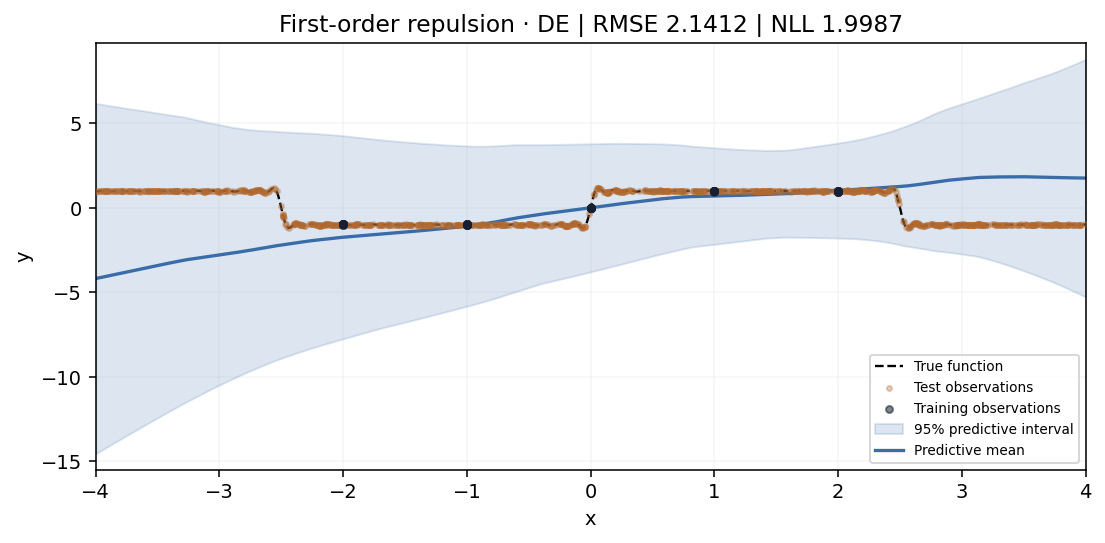 First-order repulsion · DE | RMSE 2.1412 | NLL 1.9987
y
5
0
−5
−10
−15
True function
Test observations
Training observations
95% predictive interval
Predictive mean
−4 −3 −2 −1 0 1 2 3 4
x